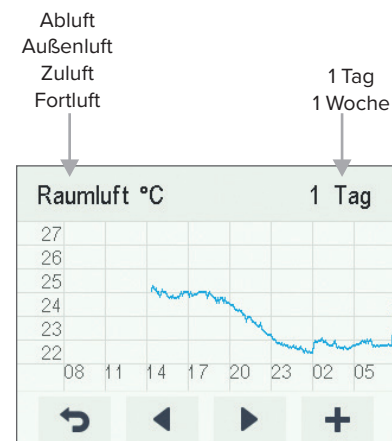 Abluft
Außenluft
Zuluft
Fortluft
1 Tag
1 Woche
Raumluft °C
1 Tag
27
26
25
24
23
22
08 11 14 17 20 23 02 05